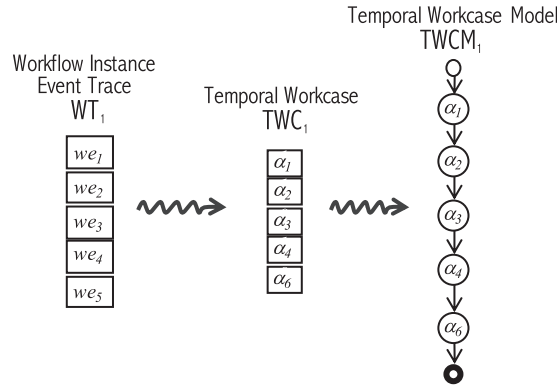 Workflow Instance
Event Trace
WT1
we1
we2
we3
we4
we5
Temporal Workcase
TWC1
α1
α2
α3
α4
α6
Temporal Workcase Model
TWCM1
α1
α2
α3
α4
α6